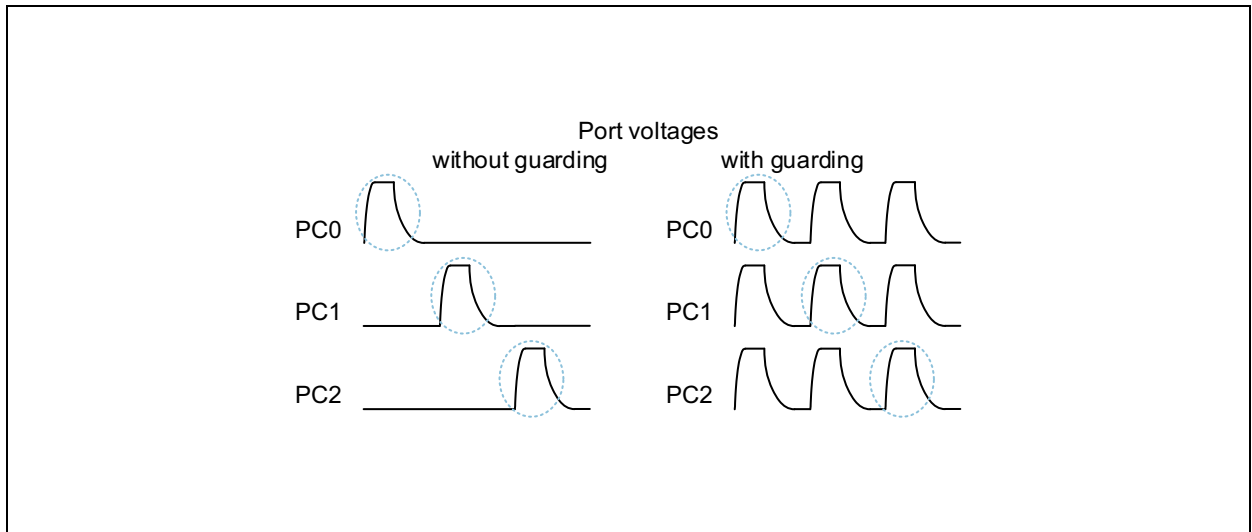 Port voltages
without guarding with guarding
PC0 PC0
PC1 PC1
PC2 PC2